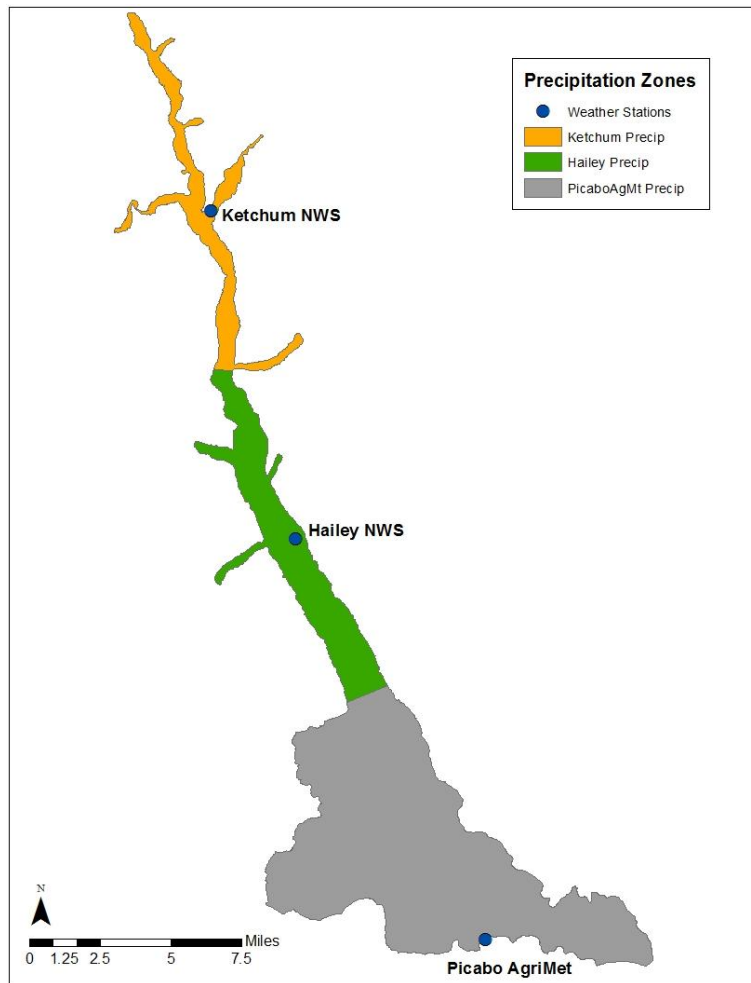 Precipitation Zones
Weather Stations
Ketchum Precip
Hailey Precip
PicaboAgMt Precip
Ketchum NWS
Hailey NWS
N
Miles
0 1.25 2.5 5 7.5
Picabo AgriMet